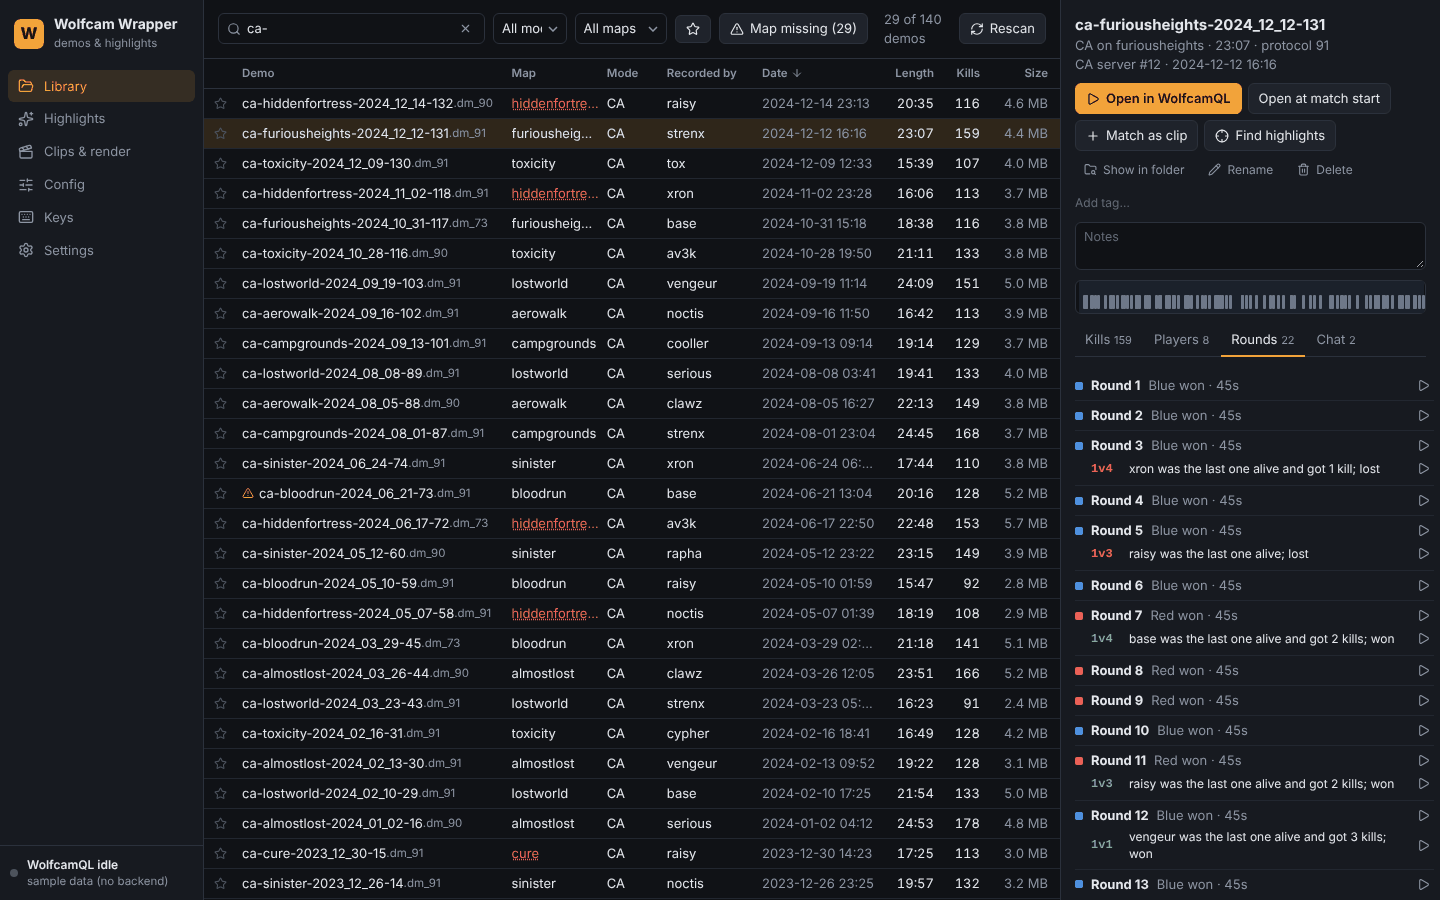 W
Wolfcam Wrapper
demos & highlights
Library
Highlights
Clips & render
Config
Keys
Settings
WolfcamQL idle
sample data (no backend)
ca-
All mo
All maps
Map missing (29)
29 of 140 demos
Rescan
Demo Map Mode Recorded by Date ↓ Length Kills Size
ca-hiddenfortress-2024_12_14-132.dm_90 hiddenfortre... CA raisy 2024-12-14 23:13 20:35 116 4.6 MB
ca-furiousheights-2024_12_12-131.dm_91 furiousheig... CA strenx 2024-12-12 16:16 23:07 159 4.4 MB
ca-toxicity-2024_12_09-130.dm_91 toxicity CA tox 2024-12-09 12:33 15:39 107 4.0 MB
ca-hiddenfortress-2024_11_02-118.dm_91 hiddenfortre... CA xron 2024-11-02 23:28 16:06 113 3.7 MB
ca-furiousheights-2024_10_31-117.dm_73 furiousheig... CA base 2024-10-31 15:18 18:38 116 3.8 MB
ca-toxicity-2024_10_28-116.dm_90 toxicity CA av3k 2024-10-28 19:50 21:11 133 3.8 MB
ca-lostworld-2024_09_19-103.dm_91 lostworld CA vengeur 2024-09-19 11:14 24:09 151 5.0 MB
ca-aerowalk-2024_09_16-102.dm_91 aerowalk CA noctis 2024-09-16 11:50 16:42 113 3.9 MB
ca-campgrounds-2024_09_13-101.dm_91 campgrounds CA cooller 2024-09-13 09:14 19:14 129 3.7 MB
ca-lostworld-2024_08_08-89.dm_91 lostworld CA serious 2024-08-08 03:41 19:41 133 4.0 MB
ca-aerowalk-2024_08_05-88.dm_90 aerowalk CA clawz 2024-08-05 16:27 22:13 149 3.8 MB
ca-campgrounds-2024_08_01-87.dm_91 campgrounds CA strenx 2024-08-01 23:04 24:45 168 3.7 MB
ca-sinister-2024_06_24-74.dm_91 sinister CA xron 2024-06-24 06:... 17:44 110 3.8 MB
ca-bloodrun-2024_06_21-73.dm_91 bloodrun CA base 2024-06-21 13:04 20:16 128 5.2 MB
ca-hiddenfortress-2024_06_17-72.dm_73 hiddenfortre... CA av3k 2024-06-17 22:50 22:48 153 5.7 MB
ca-sinister-2024_05_12-60.dm_90 sinister CA rapha 2024-05-12 23:22 23:15 149 3.9 MB
ca-bloodrun-2024_05_10-59.dm_91 bloodrun CA raisy 2024-05-10 01:59 15:47 92 2.8 MB
ca-hiddenfortress-2024_05_07-58.dm_91 hiddenfortre... CA noctis 2024-05-07 01:39 18:19 108 2.9 MB
ca-bloodrun-2024_03_29-45.dm_73 bloodrun CA xron 2024-03-29 02:... 21:18 141 5.1 MB
ca-almostlost-2024_03_26-44.dm_90 almostlost CA clawz 2024-03-26 12:05 23:51 166 5.2 MB
ca-lostworld-2024_03_23-43.dm_91 lostworld CA strenx 2024-03-23 05:... 16:23 91 2.4 MB
ca-toxicity-2024_02_16-31.dm_91 toxicity CA cypher 2024-02-16 18:41 16:49 128 4.2 MB
ca-almostlost-2024_02_13-30.dm_91 almostlost CA vengeur 2024-02-13 09:52 19:22 128 3.1 MB
ca-lostworld-2024_02_10-29.dm_91 lostworld CA base 2024-02-10 17:25 21:54 133 5.0 MB
ca-almostlost-2024_01_02-16.dm_90 almostlost CA serious 2024-01-02 04:12 24:53 178 4.8 MB
ca-cure-2023_12_30-15.dm_91 cure CA raisy 2023-12-30 14:23 17:25 113 3.0 MB
ca-sinister-2023_12_26-14.dm_91 sinister CA noctis 2023-12-26 23:25 19:57 132 3.2 MB
ca-furiousheights-2024_12_12-131
CA on furiousheights · 23:07 · protocol 91
CA server #12 · 2024-12-12 16:16
Open in WolfcamQL
Open at match start
Match as clip
Find highlights
Show in folder
Rename
Delete
Add tag...
Notes
Kills 159 Players 8 Rounds 22 Chat 2
Round 1 Blue won · 45s
Round 2 Blue won · 45s
Round 3 Blue won · 45s
1v4 xron was the last one alive and got 1 kill; lost
Round 4 Blue won · 45s
Round 5 Blue won · 45s
1v3 raisy was the last one alive; lost
Round 6 Blue won · 45s
Round 7 Red won · 45s
1v4 base was the last one alive and got 2 kills; won
Round 8 Red won · 45s
Round 9 Red won · 45s
Round 10 Blue won · 45s
Round 11 Red won · 45s
1v3 raisy was the last one alive and got 2 kills; won
Round 12 Blue won · 45s
1v1 vengeur was the last one alive and got 3 kills;
won
Round 13 Blue won · 45s